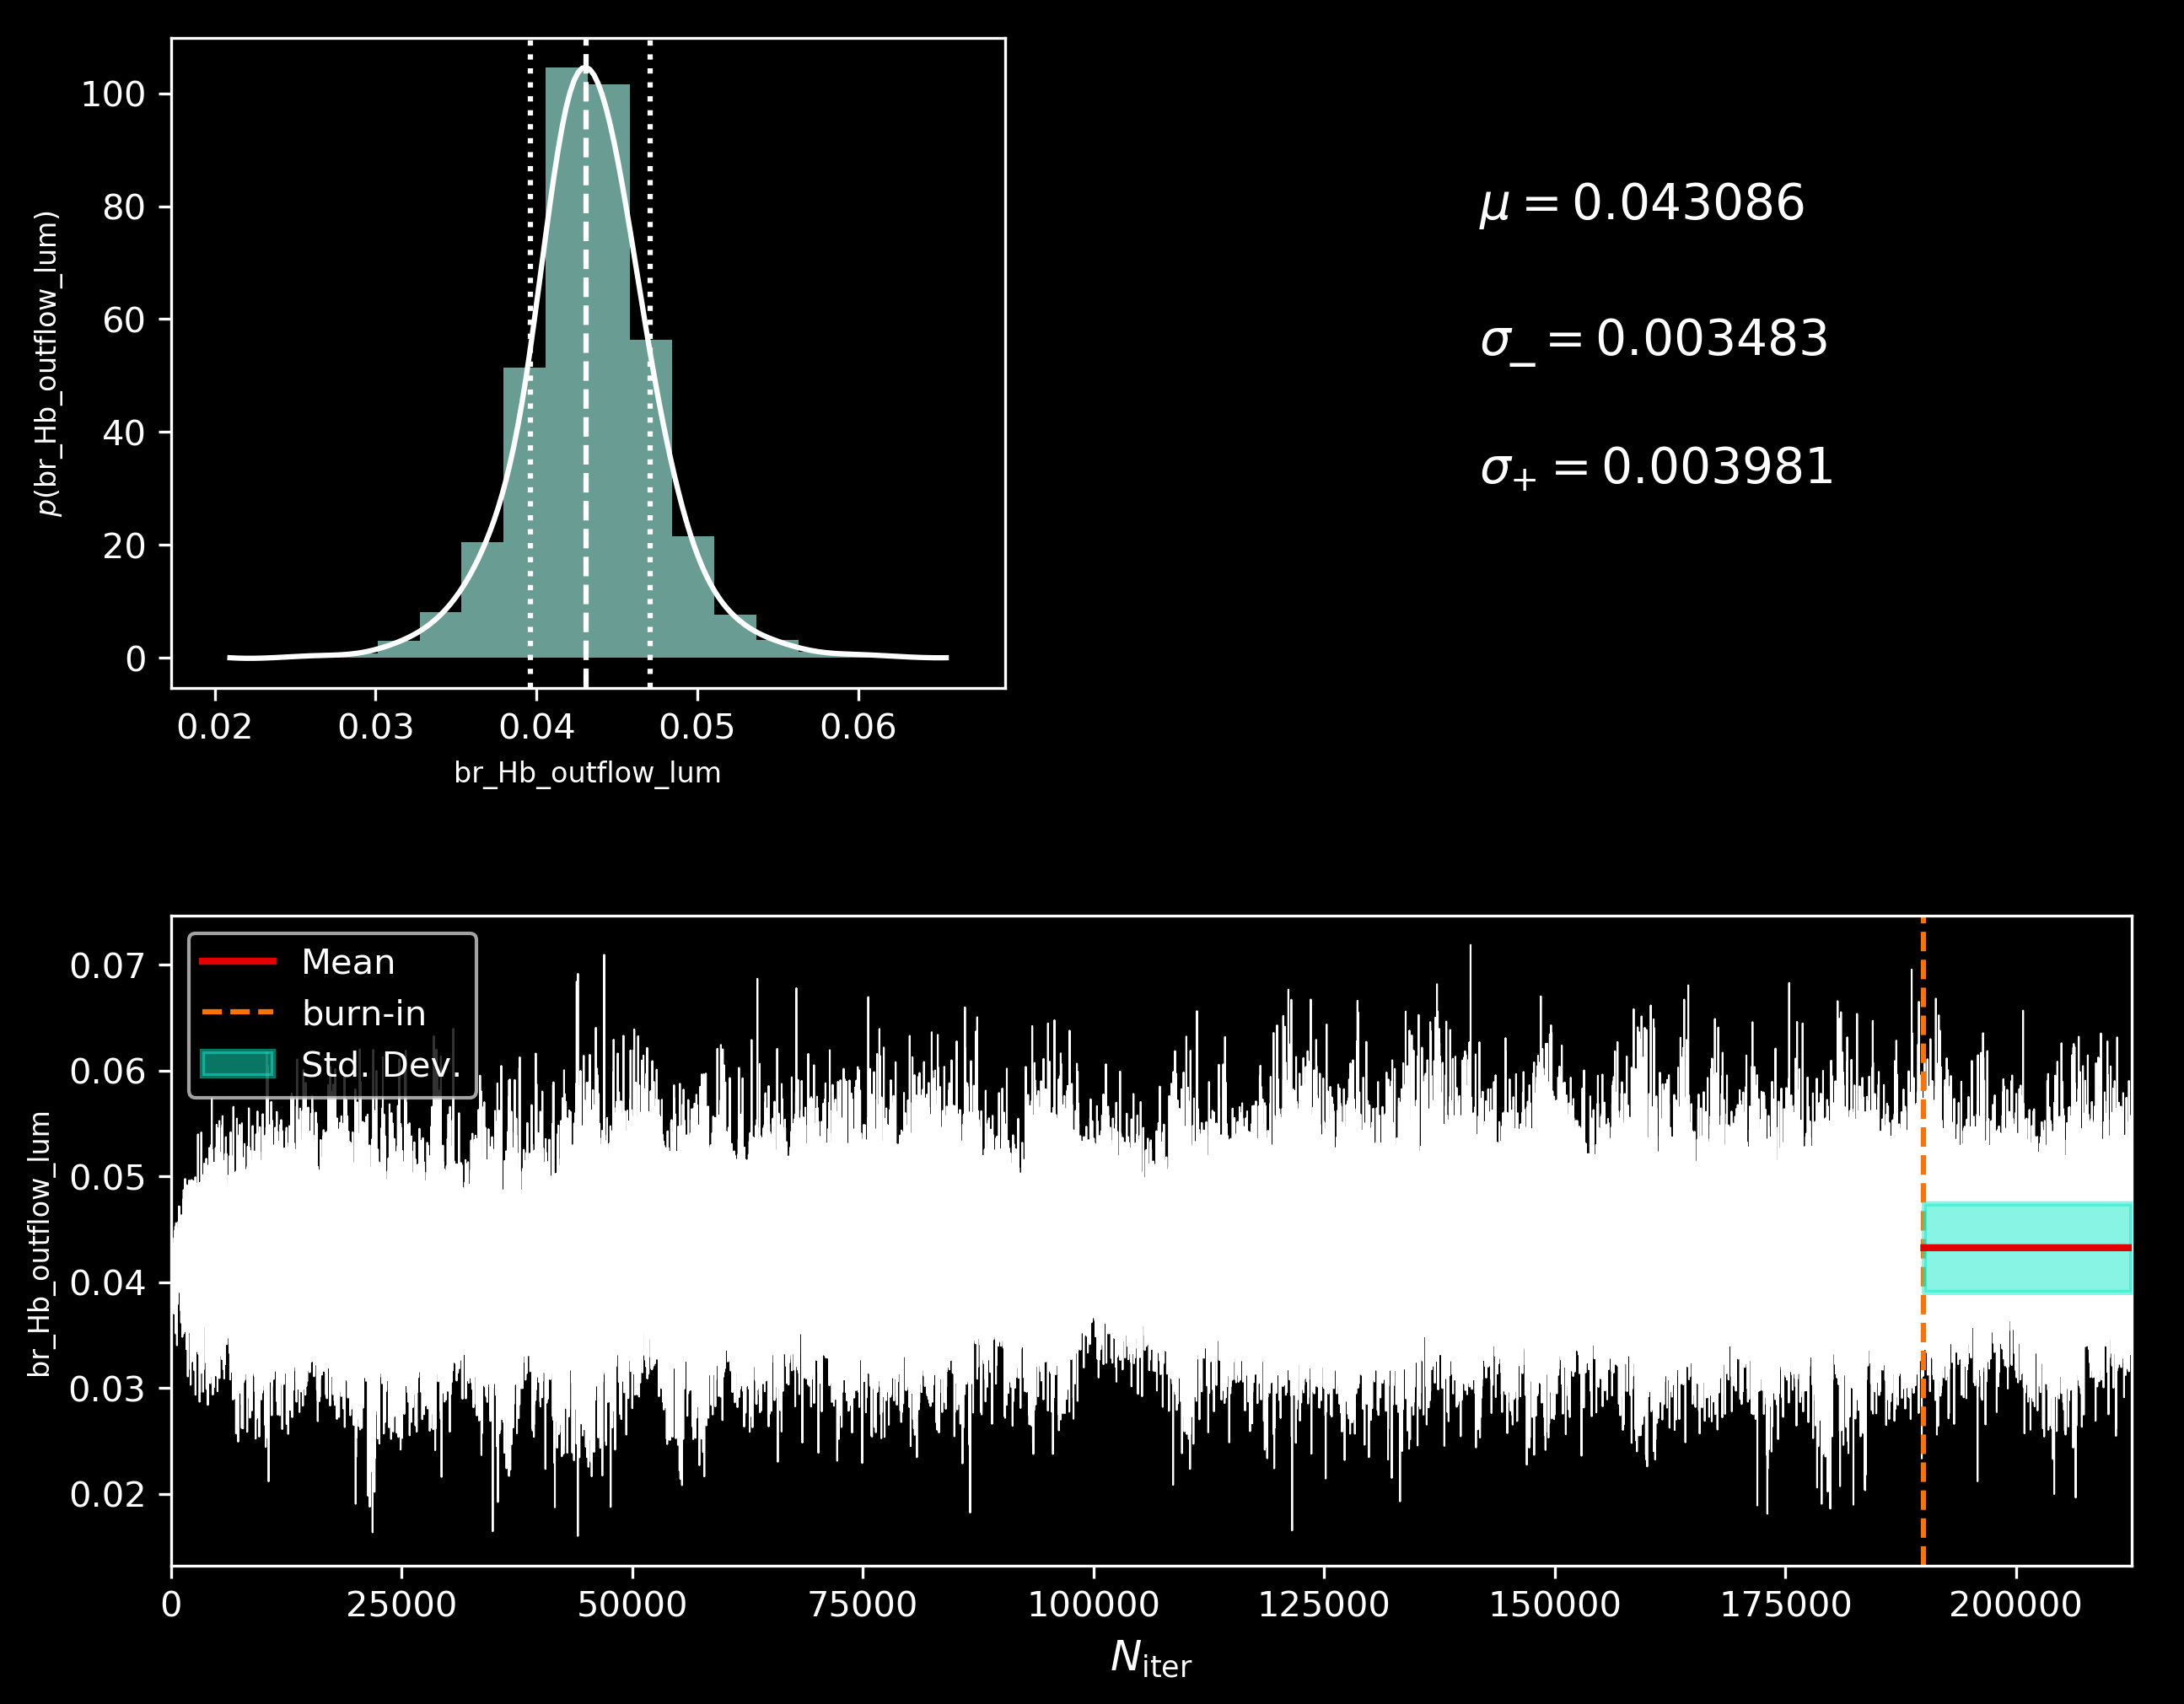 100
80
60
40
20
0
p(br_Hb_outflow_lum)
0.02 0.03 0.04 0.05 0.06
br_Hb_outflow_lum
μ = 0.043086
σ₋ = 0.003483
σ₊ = 0.003981
Mean
burn-in
Std. Dev.
0.07
0.06
0.05
0.04
0.03
0.02
br_Hb_outflow_lum
0 25000 50000 75000 100000 125000 150000 175000 200000
N_iter